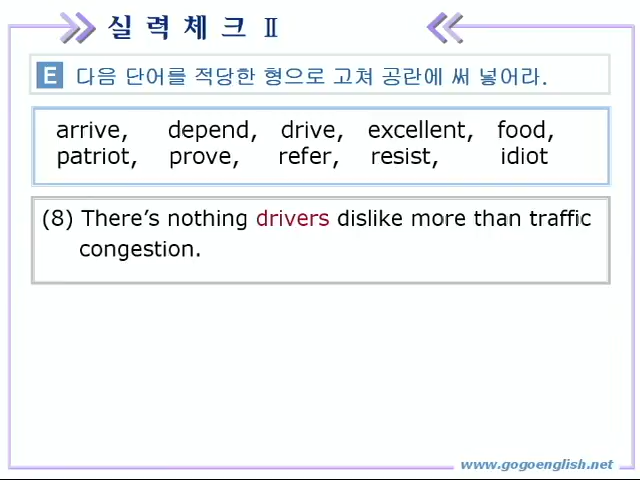 실력체크 Ⅱ
E 다음 단어를 적당한 형으로 고쳐 공란에 써 넣어라.
arrive, depend, drive, excellent, food,
patriot, prove, refer, resist, idiot
(8) There's nothing drivers dislike more than traffic
congestion.
www.gogoenglish.net